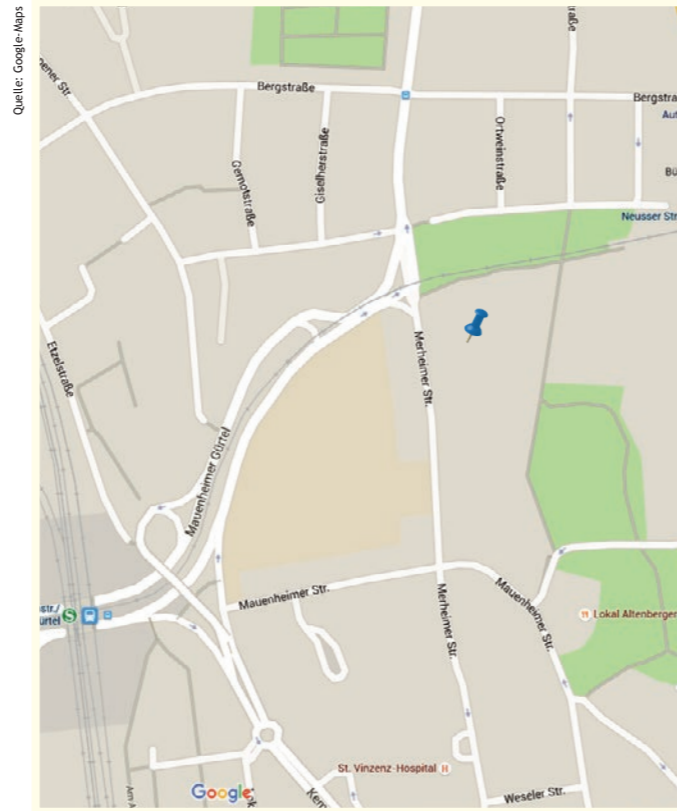 Quelle: Google-Maps
Bergstraße
Gernotstraße
Giselherstraße
Ortweinstraße
Neusser Str
Etzelstraße
Merheimer Str.
Mauenheimer Gürtel
Mauenheimer Str.
Mauenheimer Str.
Merheimer Str.
Lokal Altenberger
S
St. Vinzenz-Hospital H
Weseler Str.
Google